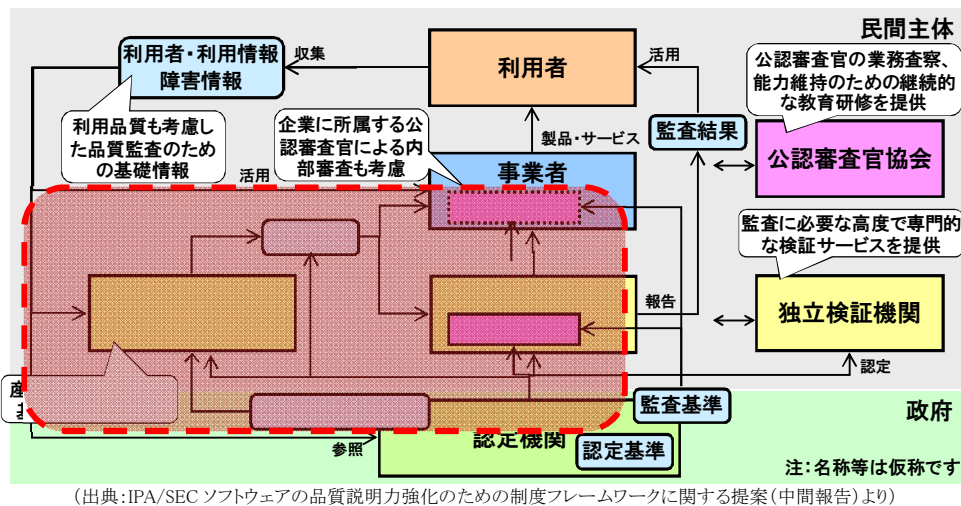 民間主体
利用者・利用情報
障害情報
収集
利用者
活用
公認審査官の業務査察、
能力維持のための継続的
な教育研修を提供
利用品質も考慮し
た品質監査のため
の基礎情報
企業に所属する公
認審査官による内
部審査も考慮
製品・サービス
監査結果
公認審査官協会
活用
事業者
監査に必要な高度で専門的
な検証サービスを提供
報告
独立検証機関
認定
産
監査基準
政府
参照
認定機関
認定基準
注:名称等は仮称です
(出典:IPA/SEC ソフトウェアの品質説明力強化のための制度フレームワークに関する提案(中間報告)より)